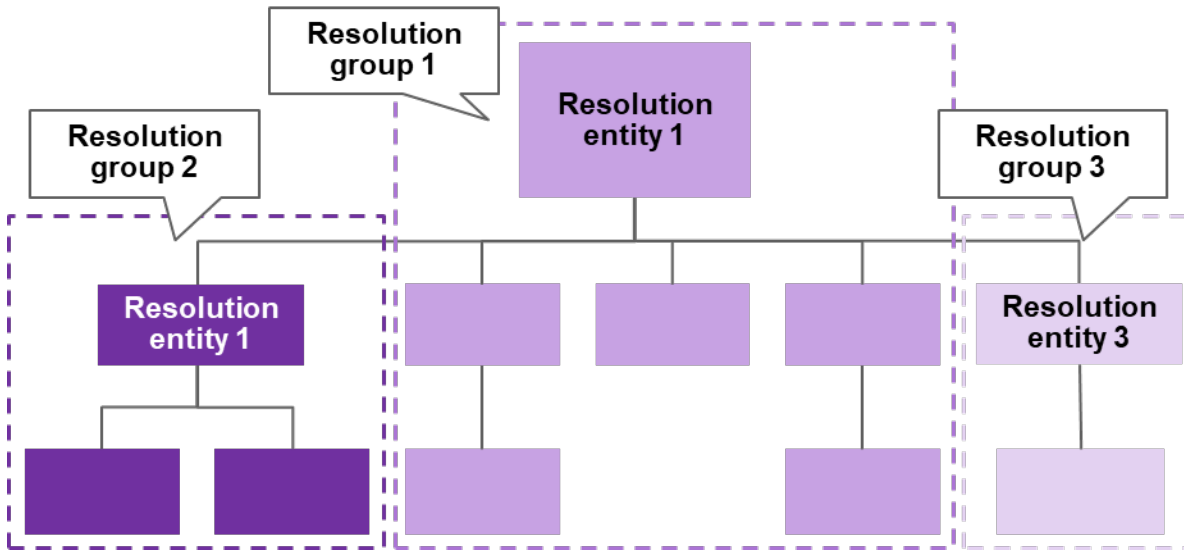 Resolution
group 1
Resolution
entity 1
Resolution
group 2
Resolution
group 3
Resolution
entity 1
Resolution
entity 3